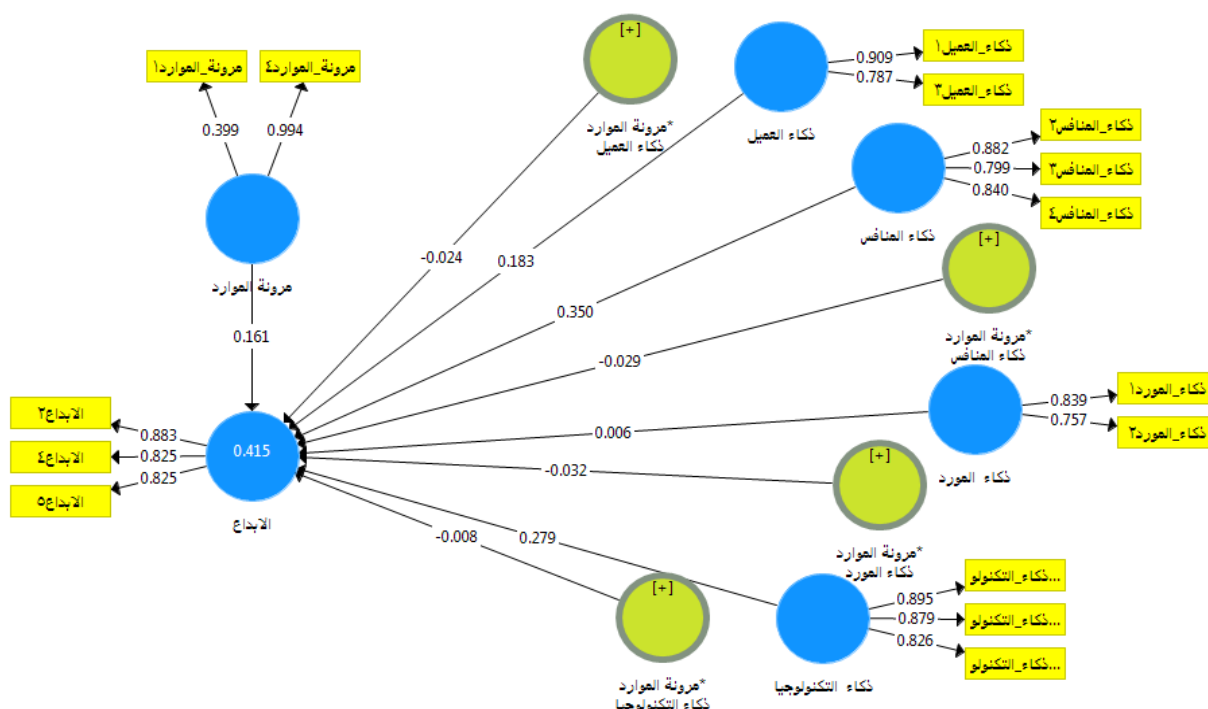 [+]
ذكاء_العميل١
0.909
0.787
ذكاء_العميل٣
ذكاء العميل
*مرونة الموارد
ذكاء العميل
مرونة_الموارد١
مرونة_الموارد٤
0.399
0.994
مرونة الموارد
ذكاء_المنافس٢
0.882
ذكاء_المنافس٣
0.799
ذكاء_المنافس٤
0.840
ذكاء المنافس
[+]
*مرونة الموارد
ذكاء المنافس
-0.024
0.183
0.350
-0.029
0.161
0.006
-0.032
-0.008
0.279
ذكاء_المورد١
0.839
ذكاء_المورد٢
0.757
ذكاء المورد
[+]
*مرونة الموارد
ذكاء المورد
الابداع٢
0.883
الابداع٤
0.825
الابداع٥
0.825
0.415
الابداع
ذكاء_التكنولو...
0.895
ذكاء_التكنولو...
0.879
ذكاء_التكنولو...
0.826
ذكاء التكنولوجيا
[+]
*مرونة الموارد
ذكاء التكنولوجيا